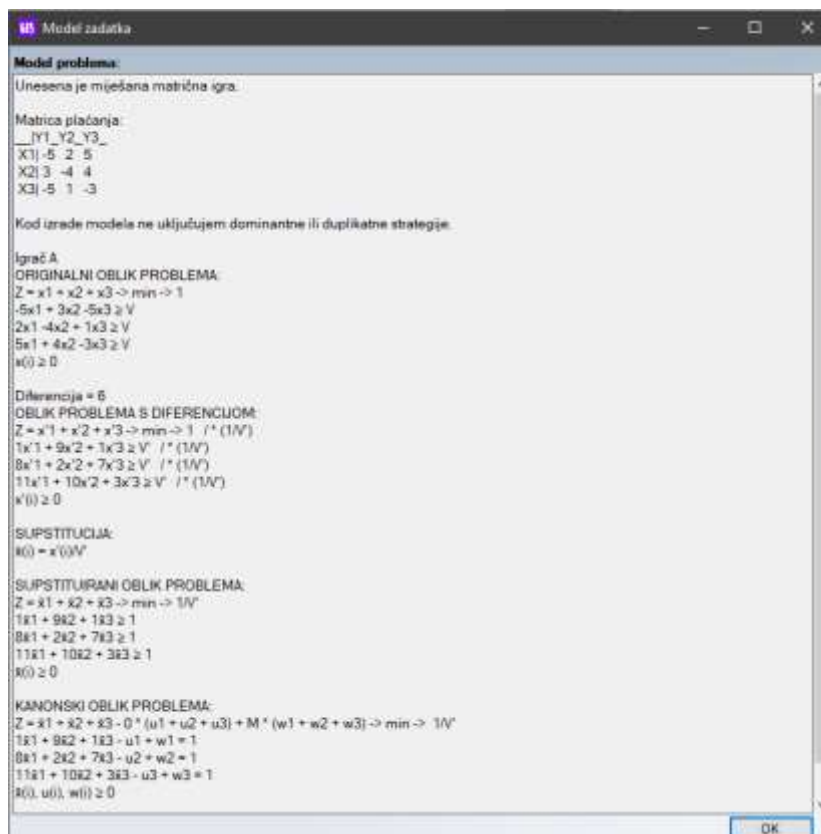 Model zadatka
Model problema:
Unesena je miješana matrična igra.
Matrica plaćanja:
__|Y1_Y2_Y3_
X1| -5 2 5
X2| 3 -4 4
X3| -5 1 -3
Kod izrade modela ne uključujem dominantne ili duplikatne strategije.
Igrač A
ORIGINALNI OBLIK PROBLEMA:
Z = x1 + x2 + x3 -> min -> 1
-5x1 + 3x2 -5x3 ≥ V
2x1 -4x2 + 1x3 ≥ V
5x1 + 4x2 -3x3 ≥ V
x(i) ≥ 0
Diferencija = 6
OBLIK PROBLEMA S DIFERENCIJOM:
Z = x'1 + x'2 + x'3 -> min -> 1 /* (1/V')
1x'1 + 9x'2 + 1x'3 ≥ V' /* (1/V')
8x'1 + 2x'2 + 7x'3 ≥ V' /* (1/V')
11x'1 + 10x'2 + 3x'3 ≥ V' /* (1/V')
x'(i) ≥ 0
SUPSTITUCIJA:
x̄(i) = x'(i)/V'
SUPSTITUIRANI OBLIK PROBLEMA:
Z = x̄1 + x̄2 + x̄3 -> min -> 1/V'
1x̄1 + 9x̄2 + 1x̄3 ≥ 1
8x̄1 + 2x̄2 + 7x̄3 ≥ 1
11x̄1 + 10x̄2 + 3x̄3 ≥ 1
x̄(i) ≥ 0
KANONSKI OBLIK PROBLEMA:
Z = x̄1 + x̄2 + x̄3 - 0 * (u1 + u2 + u3) + M * (w1 + w2 + w3) -> min -> 1/V'
1x̄1 + 9x̄2 + 1x̄3 - u1 + w1 = 1
8x̄1 + 2x̄2 + 7x̄3 - u2 + w2 = 1
11x̄1 + 10x̄2 + 3x̄3 - u3 + w3 = 1
x̄(i), u(i), w(i) ≥ 0
OK